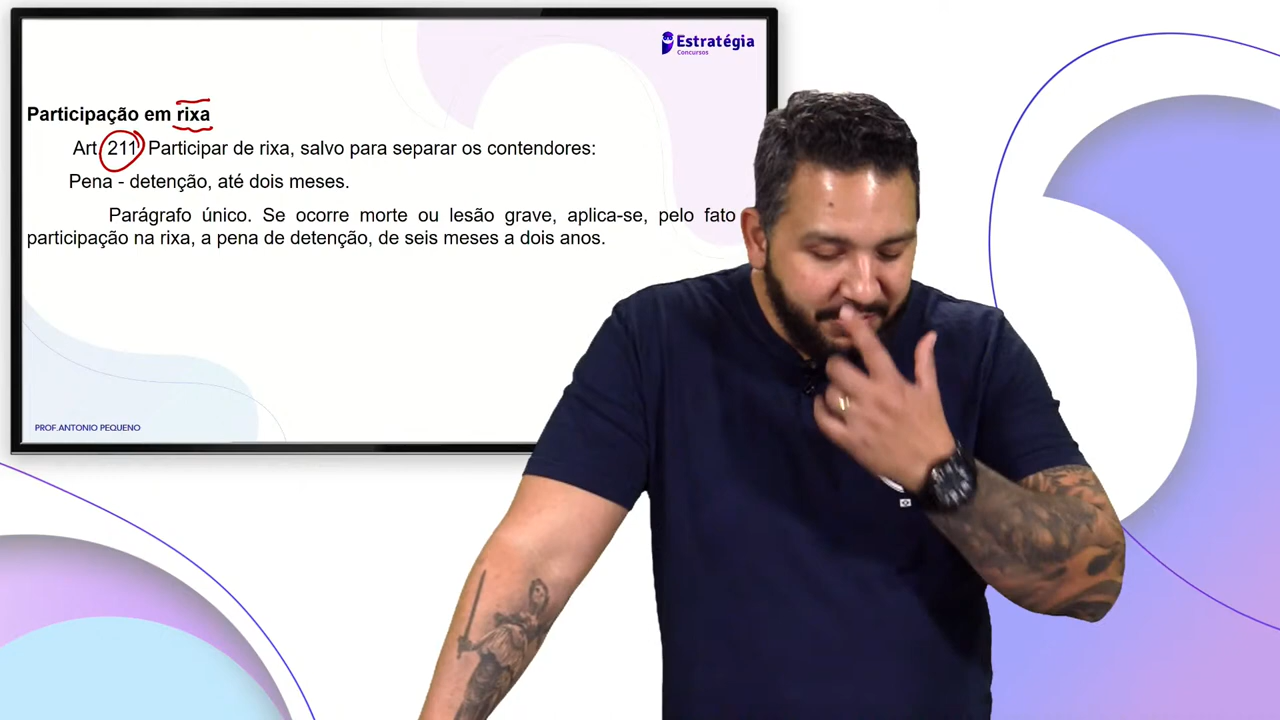 Estratégia
Concursos
Participação em rixa
Art. 211 Participar de rixa, salvo para separar os contendores:
Pena - detenção, até dois meses.
Parágrafo único. Se ocorre morte ou lesão grave, aplica-se, pelo fato
participação na rixa, a pena de detenção, de seis meses a dois anos.
PROF.ANTONIO PEQUENO